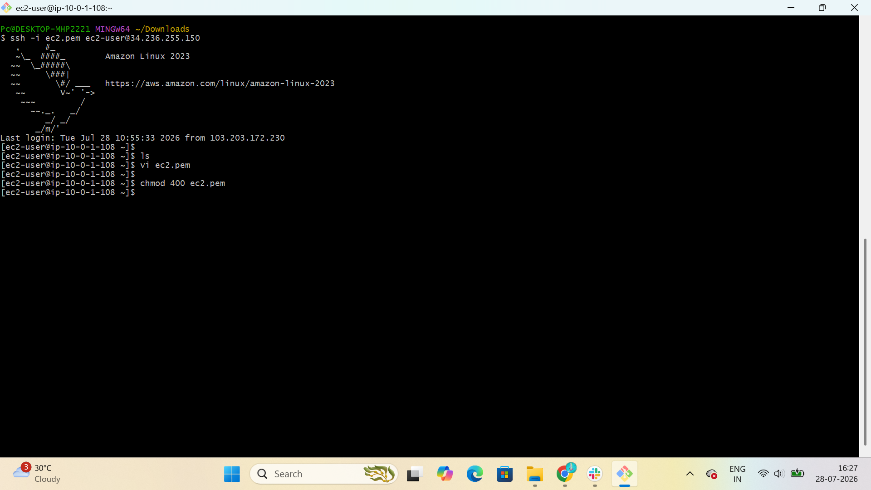 ec2-user@ip-10-0-1-108:~
Pc@DESKTOP-MHP2221 MINGW64 ~/Downloads
$ ssh -i ec2.pem ec2-user@34.236.255.150
   ,     #_
   ~\_  ####_        Amazon Linux 2023
  ~~  \_#####\
  ~~     \###|
  ~~       \#/ ___   https://aws.amazon.com/linux/amazon-linux-2023
   ~~       V~' '->
    ~~~         /
      ~~._.   _/
         _/ _/
       _/m/'
Last login: Tue Jul 28 10:55:33 2026 from 103.203.172.230
[ec2-user@ip-10-0-1-108 ~]$
[ec2-user@ip-10-0-1-108 ~]$ ls
[ec2-user@ip-10-0-1-108 ~]$ vi ec2.pem
[ec2-user@ip-10-0-1-108 ~]$
[ec2-user@ip-10-0-1-108 ~]$ chmod 400 ec2.pem
[ec2-user@ip-10-0-1-108 ~]$
3
30°C
Cloudy
Search
ENG
IN
16:27
28-07-2026